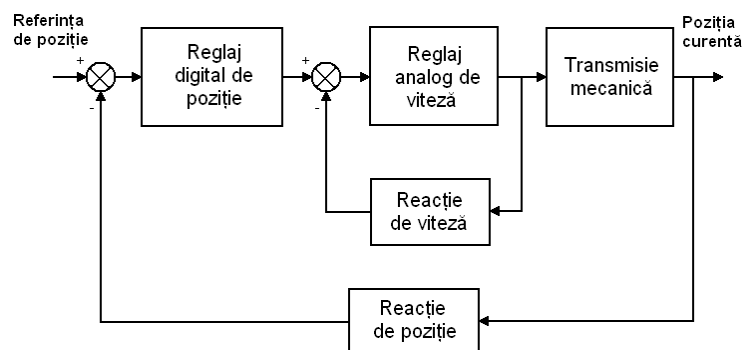 Referința
de poziție
+
-
Reglaj
digital de
poziție
+
-
Reglaj
analog de
viteză
Transmisie
mecanică
Poziția
curentă
Reacție
de viteză
Reacție
de poziție